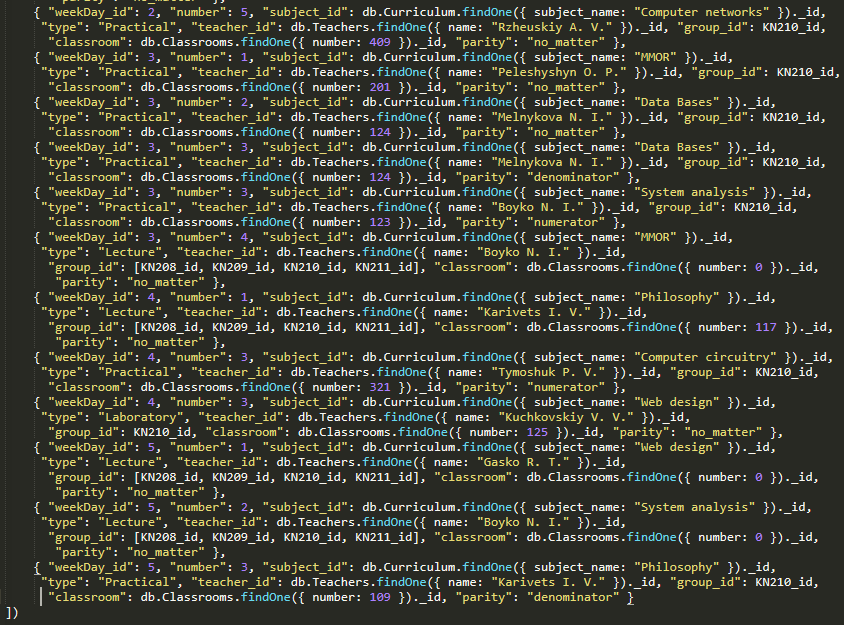 { "weekDay_id": 2, "number": 5, "subject_id": db.Curriculum.findOne({ subject_name: "Computer networks" })._id,
"type": "Practical", "teacher_id": db.Teachers.findOne({ name: "Rzheuskiy A. V." })._id, "group_id": KN210_id,
"classroom": db.Classrooms.findOne({ number: 409 })._id, "parity": "no_matter" },
{ "weekDay_id": 3, "number": 1, "subject_id": db.Curriculum.findOne({ subject_name: "MMOR" })._id,
"type": "Practical", "teacher_id": db.Teachers.findOne({ name: "Peleshyshyn O. P." })._id, "group_id": KN210_id,
"classroom": db.Classrooms.findOne({ number: 201 })._id, "parity": "no_matter" },
{ "weekDay_id": 3, "number": 2, "subject_id": db.Curriculum.findOne({ subject_name: "Data Bases" })._id,
"type": "Practical", "teacher_id": db.Teachers.findOne({ name: "Melnykova N. I." })._id, "group_id": KN210_id,
"classroom": db.Classrooms.findOne({ number: 124 })._id, "parity": "no_matter" },
{ "weekDay_id": 3, "number": 3, "subject_id": db.Curriculum.findOne({ subject_name: "Data Bases" })._id,
"type": "Practical", "teacher_id": db.Teachers.findOne({ name: "Melnykova N. I." })._id, "group_id": KN210_id,
"classroom": db.Classrooms.findOne({ number: 124 })._id, "parity": "denominator" },
{ "weekDay_id": 3, "number": 3, "subject_id": db.Curriculum.findOne({ subject_name: "System analysis" })._id,
"type": "Practical", "teacher_id": db.Teachers.findOne({ name: "Boyko N. I." })._id, "group_id": KN210_id,
"classroom": db.Classrooms.findOne({ number: 123 })._id, "parity": "numerator" },
{ "weekDay_id": 3, "number": 4, "subject_id": db.Curriculum.findOne({ subject_name: "MMOR" })._id,
"type": "Lecture", "teacher_id": db.Teachers.findOne({ name: "Boyko N. I." })._id,
"group_id": [KN208_id, KN209_id, KN210_id, KN211_id], "classroom": db.Classrooms.findOne({ number: 0 })._id,
"parity": "no_matter" },
{ "weekDay_id": 4, "number": 1, "subject_id": db.Curriculum.findOne({ subject_name: "Philosophy" })._id,
"type": "Lecture", "teacher_id": db.Teachers.findOne({ name: "Karivets I. V." })._id,
"group_id": [KN208_id, KN209_id, KN210_id, KN211_id], "classroom": db.Classrooms.findOne({ number: 117 })._id,
"parity": "no_matter" },
{ "weekDay_id": 4, "number": 3, "subject_id": db.Curriculum.findOne({ subject_name: "Computer circuitry" })._id,
"type": "Practical", "teacher_id": db.Teachers.findOne({ name: "Tymoshuk P. V." })._id, "group_id": KN210_id,
"classroom": db.Classrooms.findOne({ number: 321 })._id, "parity": "numerator" },
{ "weekDay_id": 4, "number": 3, "subject_id": db.Curriculum.findOne({ subject_name: "Web design" })._id,
"type": "Laboratory", "teacher_id": db.Teachers.findOne({ name: "Kuchkovskiy V. V." })._id,
"group_id": KN210_id, "classroom": db.Classrooms.findOne({ number: 125 })._id, "parity": "no_matter" },
{ "weekDay_id": 5, "number": 1, "subject_id": db.Curriculum.findOne({ subject_name: "Web design" })._id,
"type": "Lecture", "teacher_id": db.Teachers.findOne({ name: "Gasko R. T." })._id,
"group_id": [KN208_id, KN209_id, KN210_id, KN211_id], "classroom": db.Classrooms.findOne({ number: 0 })._id,
"parity": "no_matter" },
{ "weekDay_id": 5, "number": 2, "subject_id": db.Curriculum.findOne({ subject_name: "System analysis" })._id,
"type": "Lecture", "teacher_id": db.Teachers.findOne({ name: "Boyko N. I." })._id,
"group_id": [KN208_id, KN209_id, KN210_id, KN211_id], "classroom": db.Classrooms.findOne({ number: 0 })._id,
"parity": "no_matter" },
{ "weekDay_id": 5, "number": 3, "subject_id": db.Curriculum.findOne({ subject_name: "Philosophy" })._id,
"type": "Practical", "teacher_id": db.Teachers.findOne({ name: "Karivets I. V." })._id, "group_id": KN210_id,
"classroom": db.Classrooms.findOne({ number: 109 })._id, "parity": "denominator" }
])